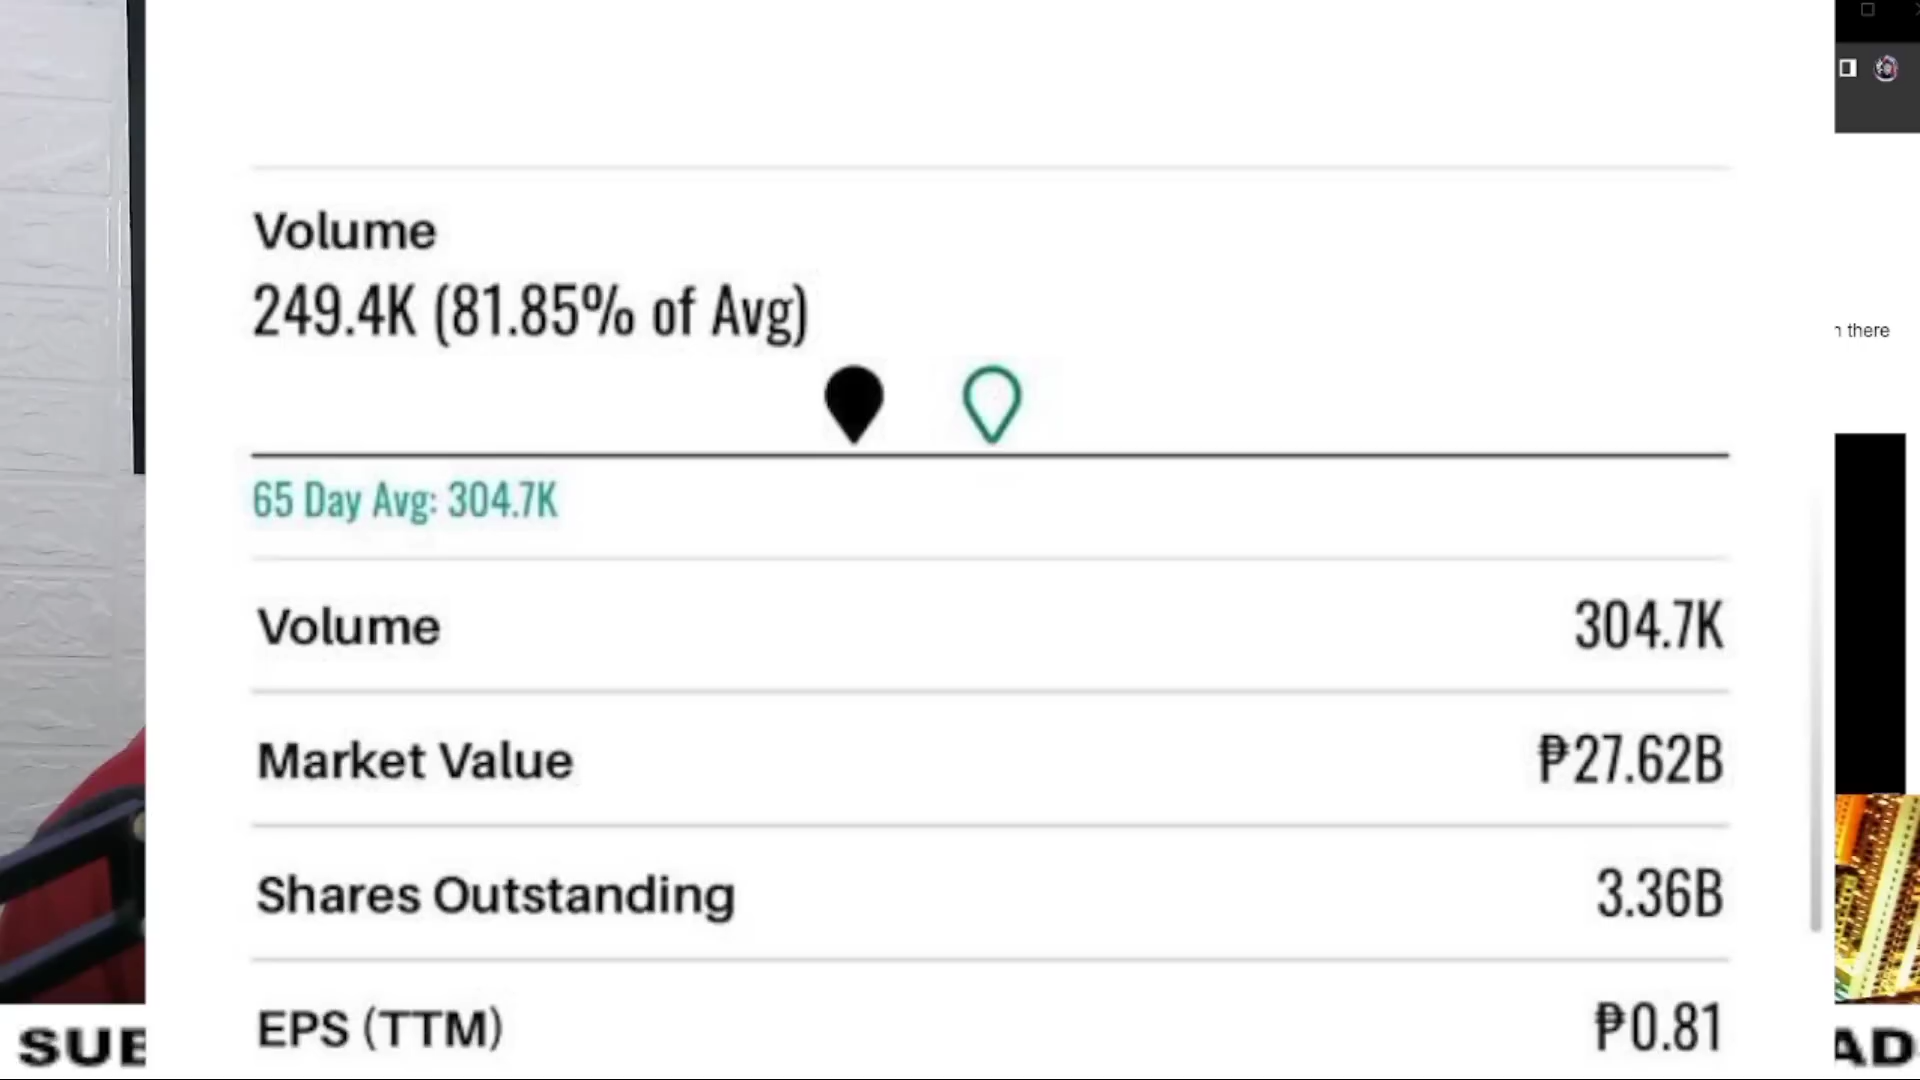 Volume
249.4K (81.85% of Avg)
65 Day Avg: 304.7K
Volume 304.7K
Market Value ₱27.62B
Shares Outstanding 3.36B
EPS (TTM) ₱0.81
there